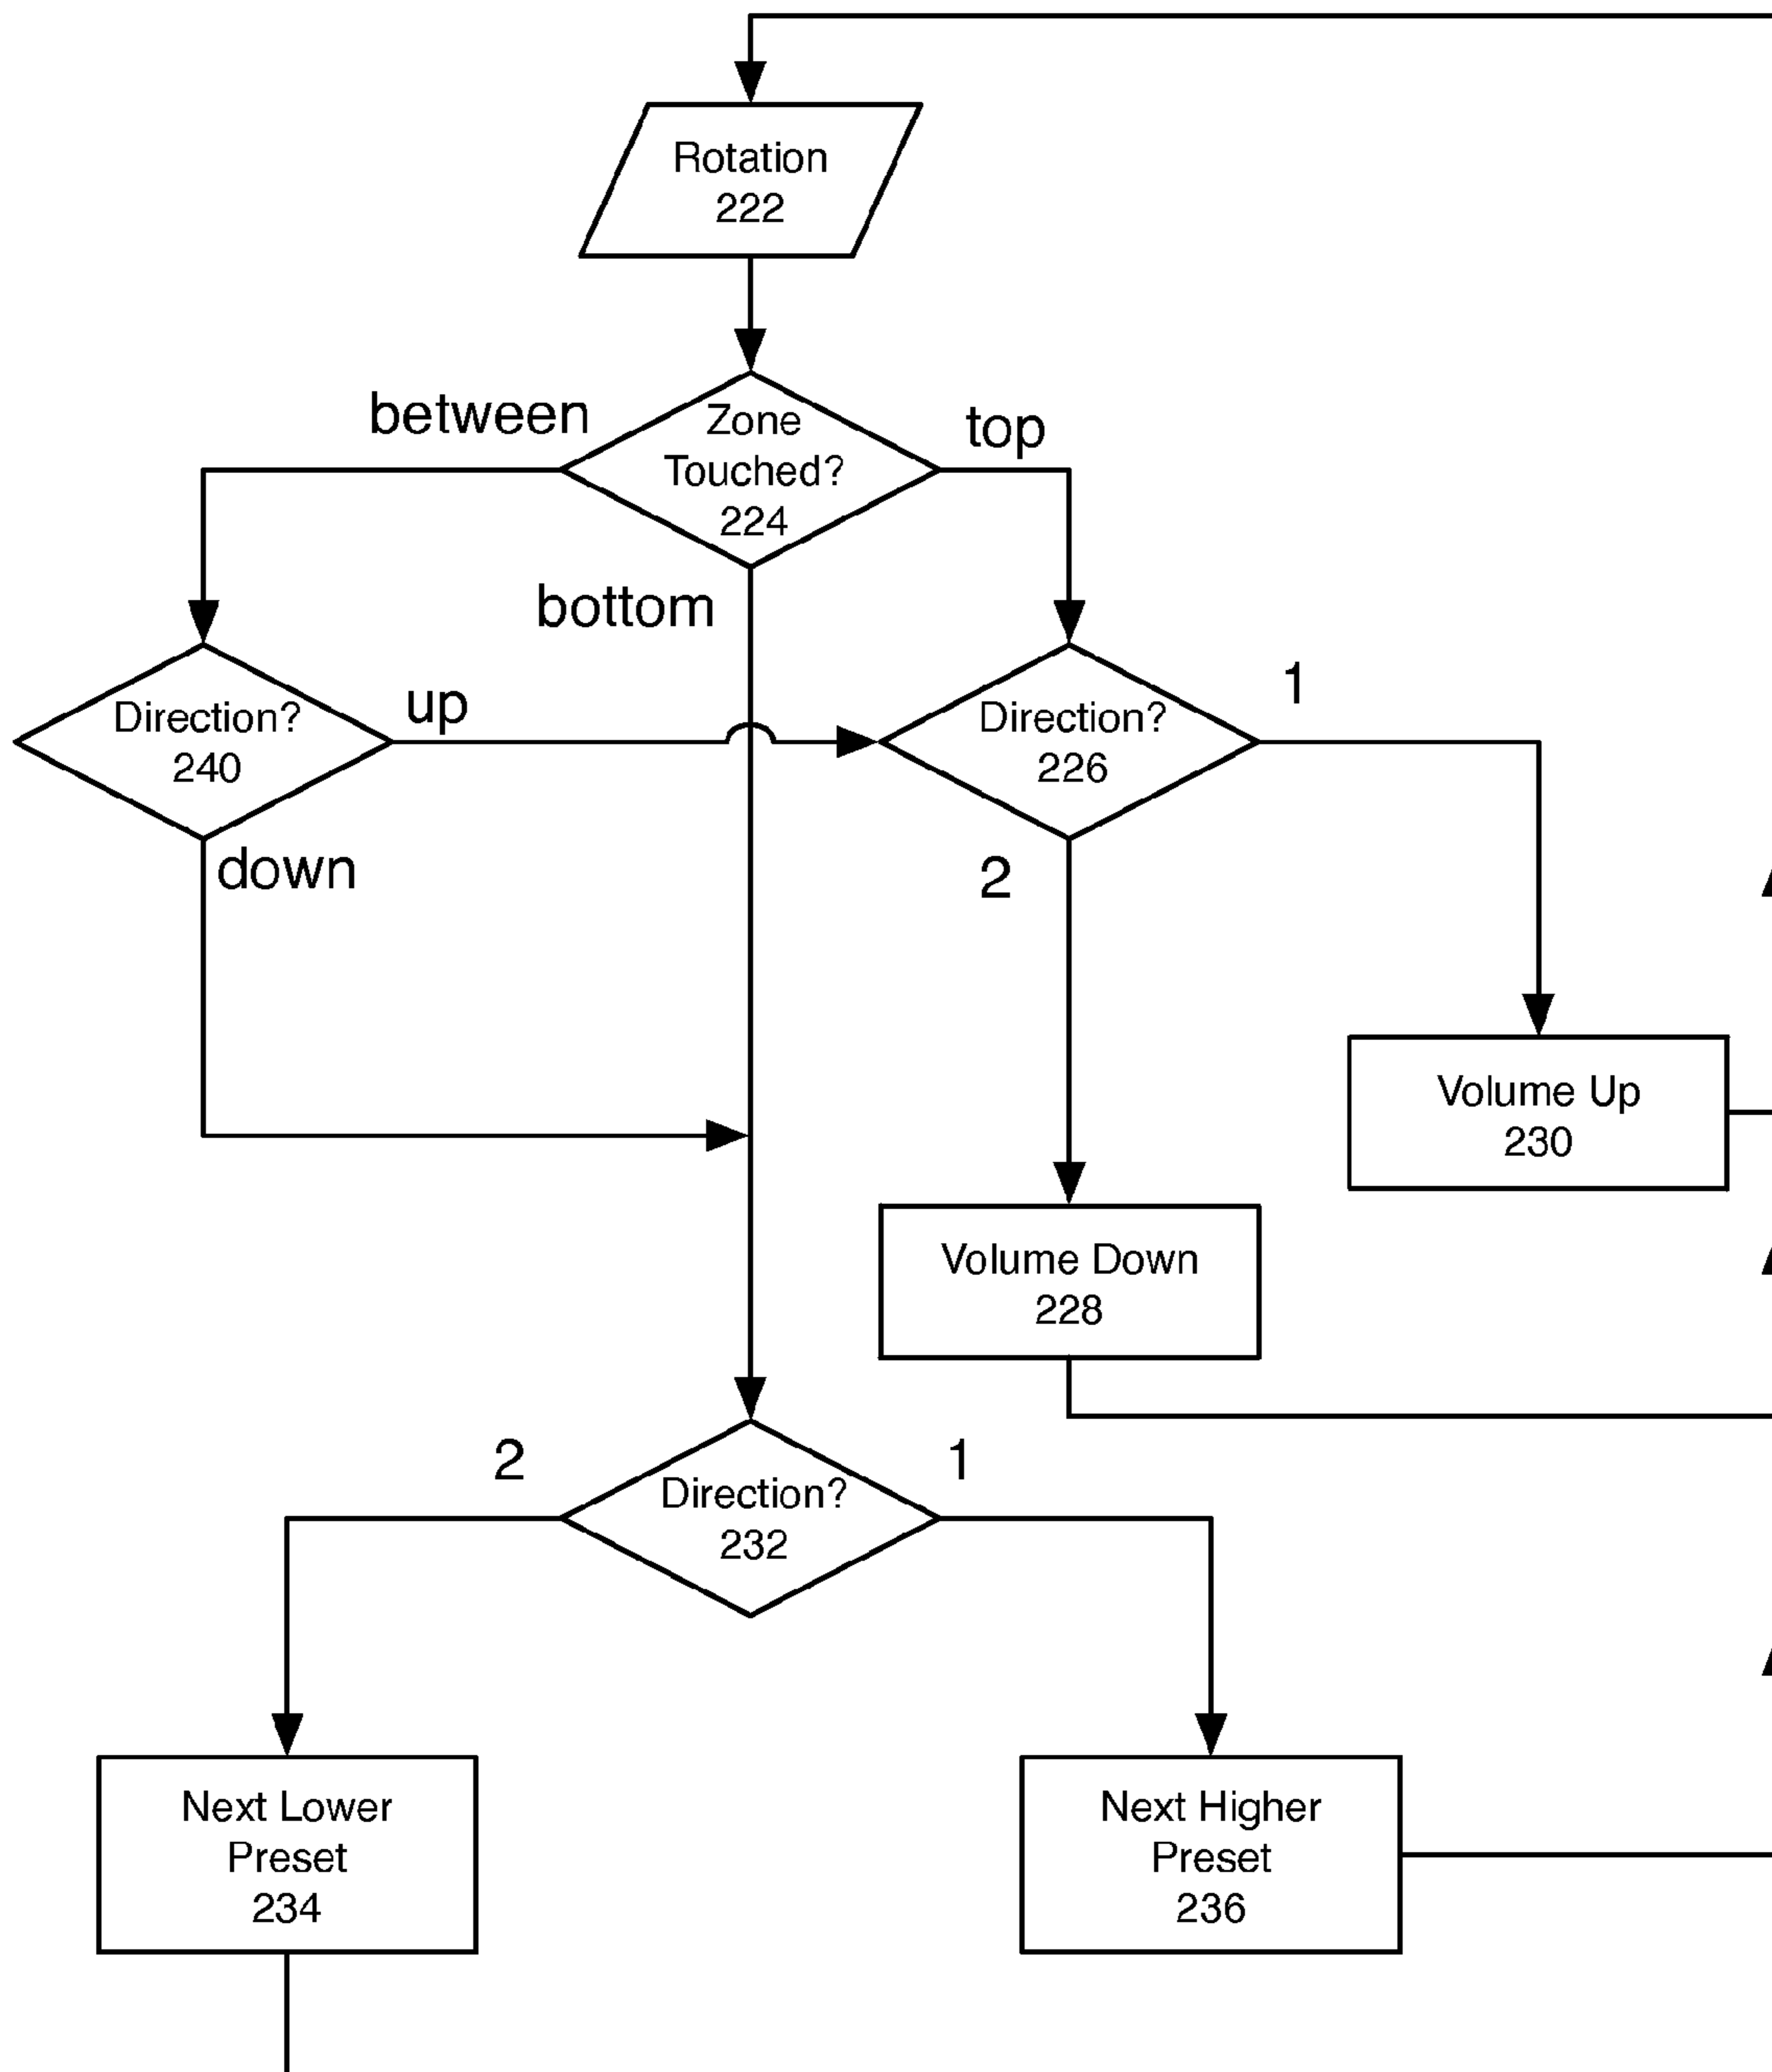 Rotation
222
between
Zone
Touched?
224
top
bottom
Direction?
240
up
down
Direction?
226
1
2
Volume Up
230
Volume Down
228
2
Direction?
232
1
Next Lower
Preset
234
Next Higher
Preset
236